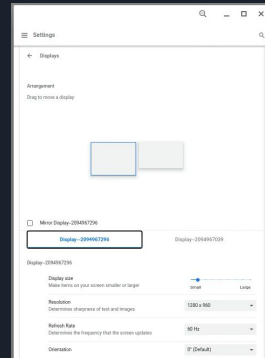 Settings
Displays
Arrangement
Drag to move a display
Mirror Display--2094967296
Display--2094967296
Display--2094967039
Display--2094967296
Display size
Make items on your screen smaller or larger
Small
Large
Resolution
Determines sharpness of text and images
1280 x 960
Refresh Rate
Determines the frequency that the screen updates
60 Hz
Orientation
0° (Default)